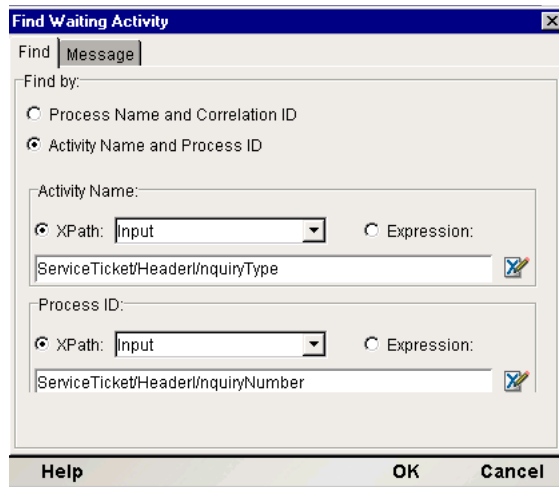 Find Waiting Activity
Find Message
Find by:
Process Name and Correlation ID
Activity Name and Process ID
Activity Name:
XPath: Input Expression:
ServiceTicket/HeaderI/nquiryType
Process ID:
XPath: Input Expression:
ServiceTicket/HeaderI/nquiryNumber
Help OK Cancel